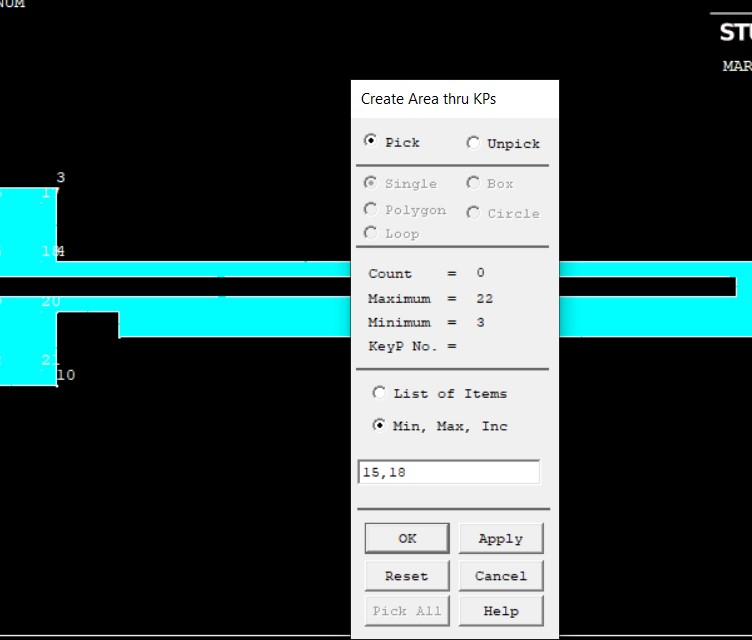 NUM
STU
MAR
Create Area thru KPs
Pick Unpick
Single Box
Polygon Circle
Loop
3
17
184
20
21
10
Count = 0
Maximum = 22
Minimum = 3
KeyP No. =
List of Items
Min, Max, Inc
15,18
OK Apply
Reset Cancel
Pick All Help